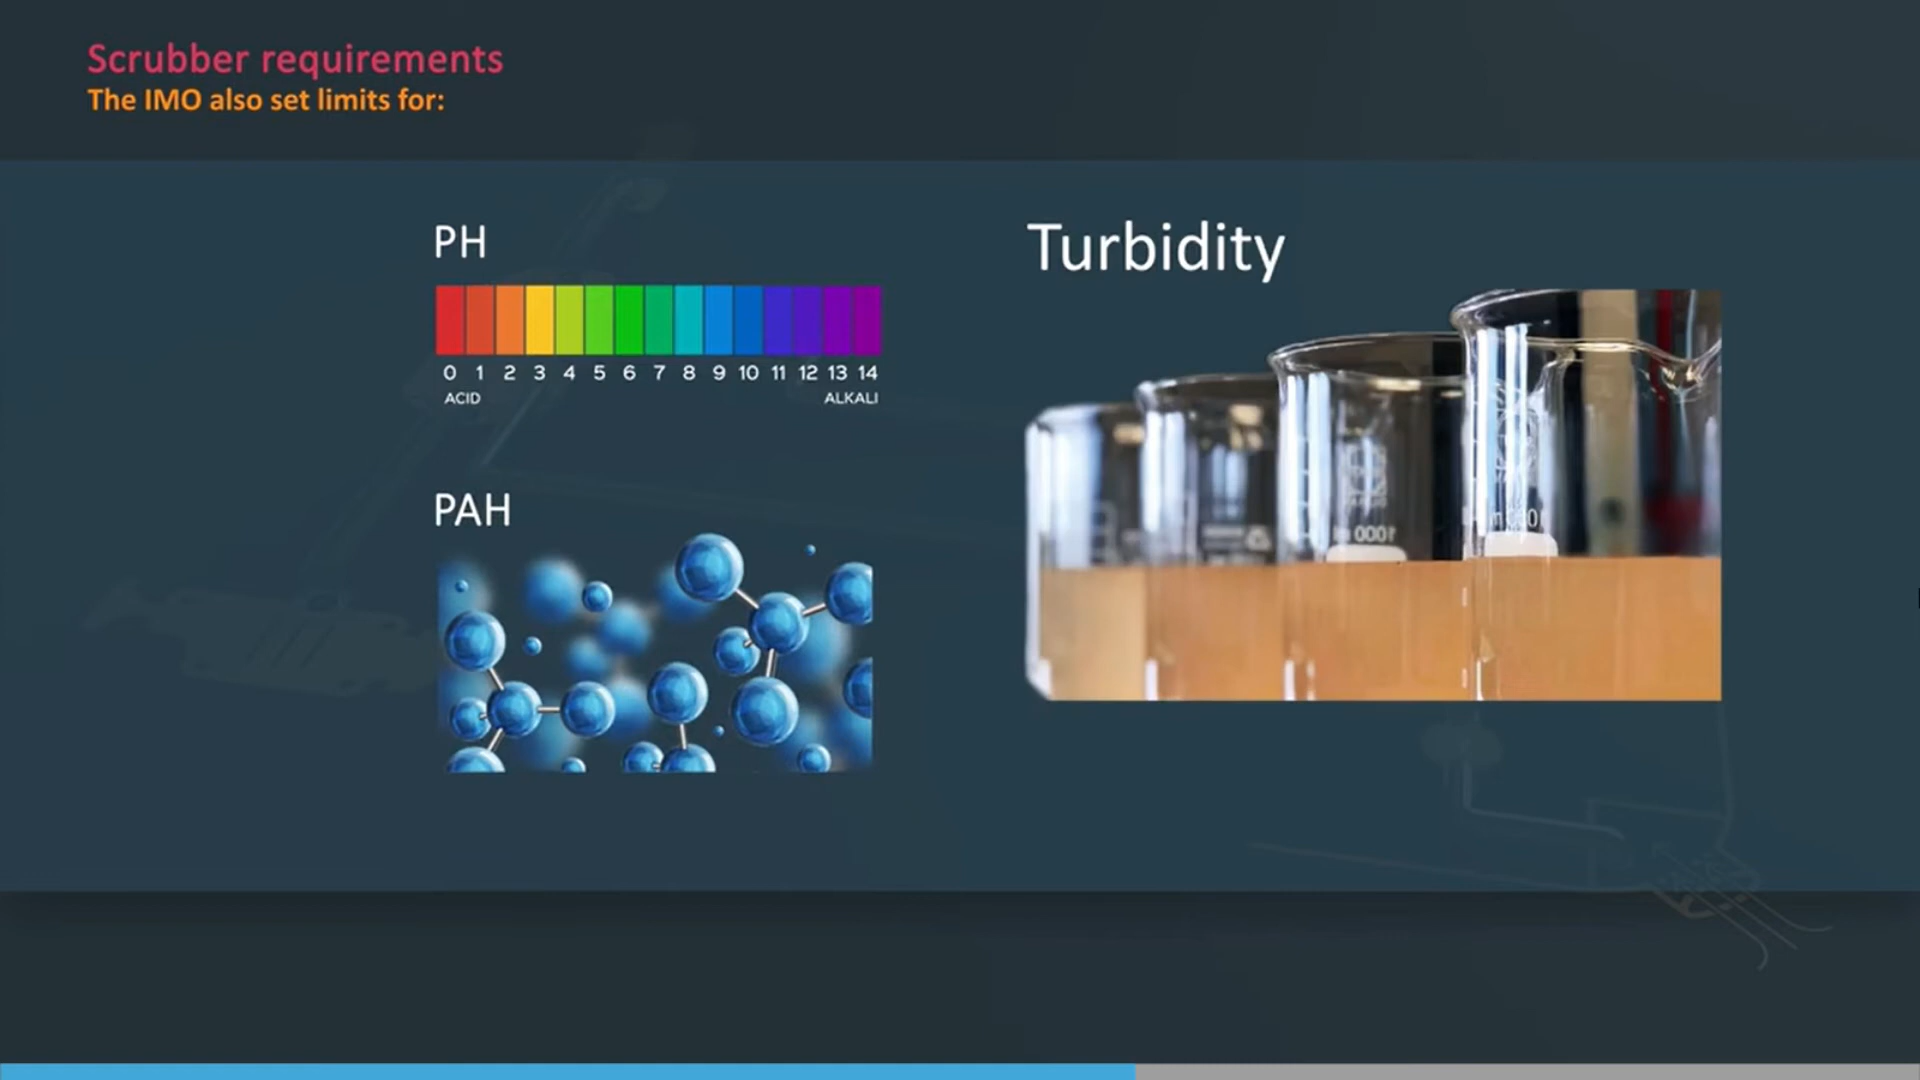 Scrubber requirements
The IMO also set limits for:
PH
0 1 2 3 4 5 6 7 8 9 10 11 12 13 14
ACID ALKALI
PAH
Turbidity